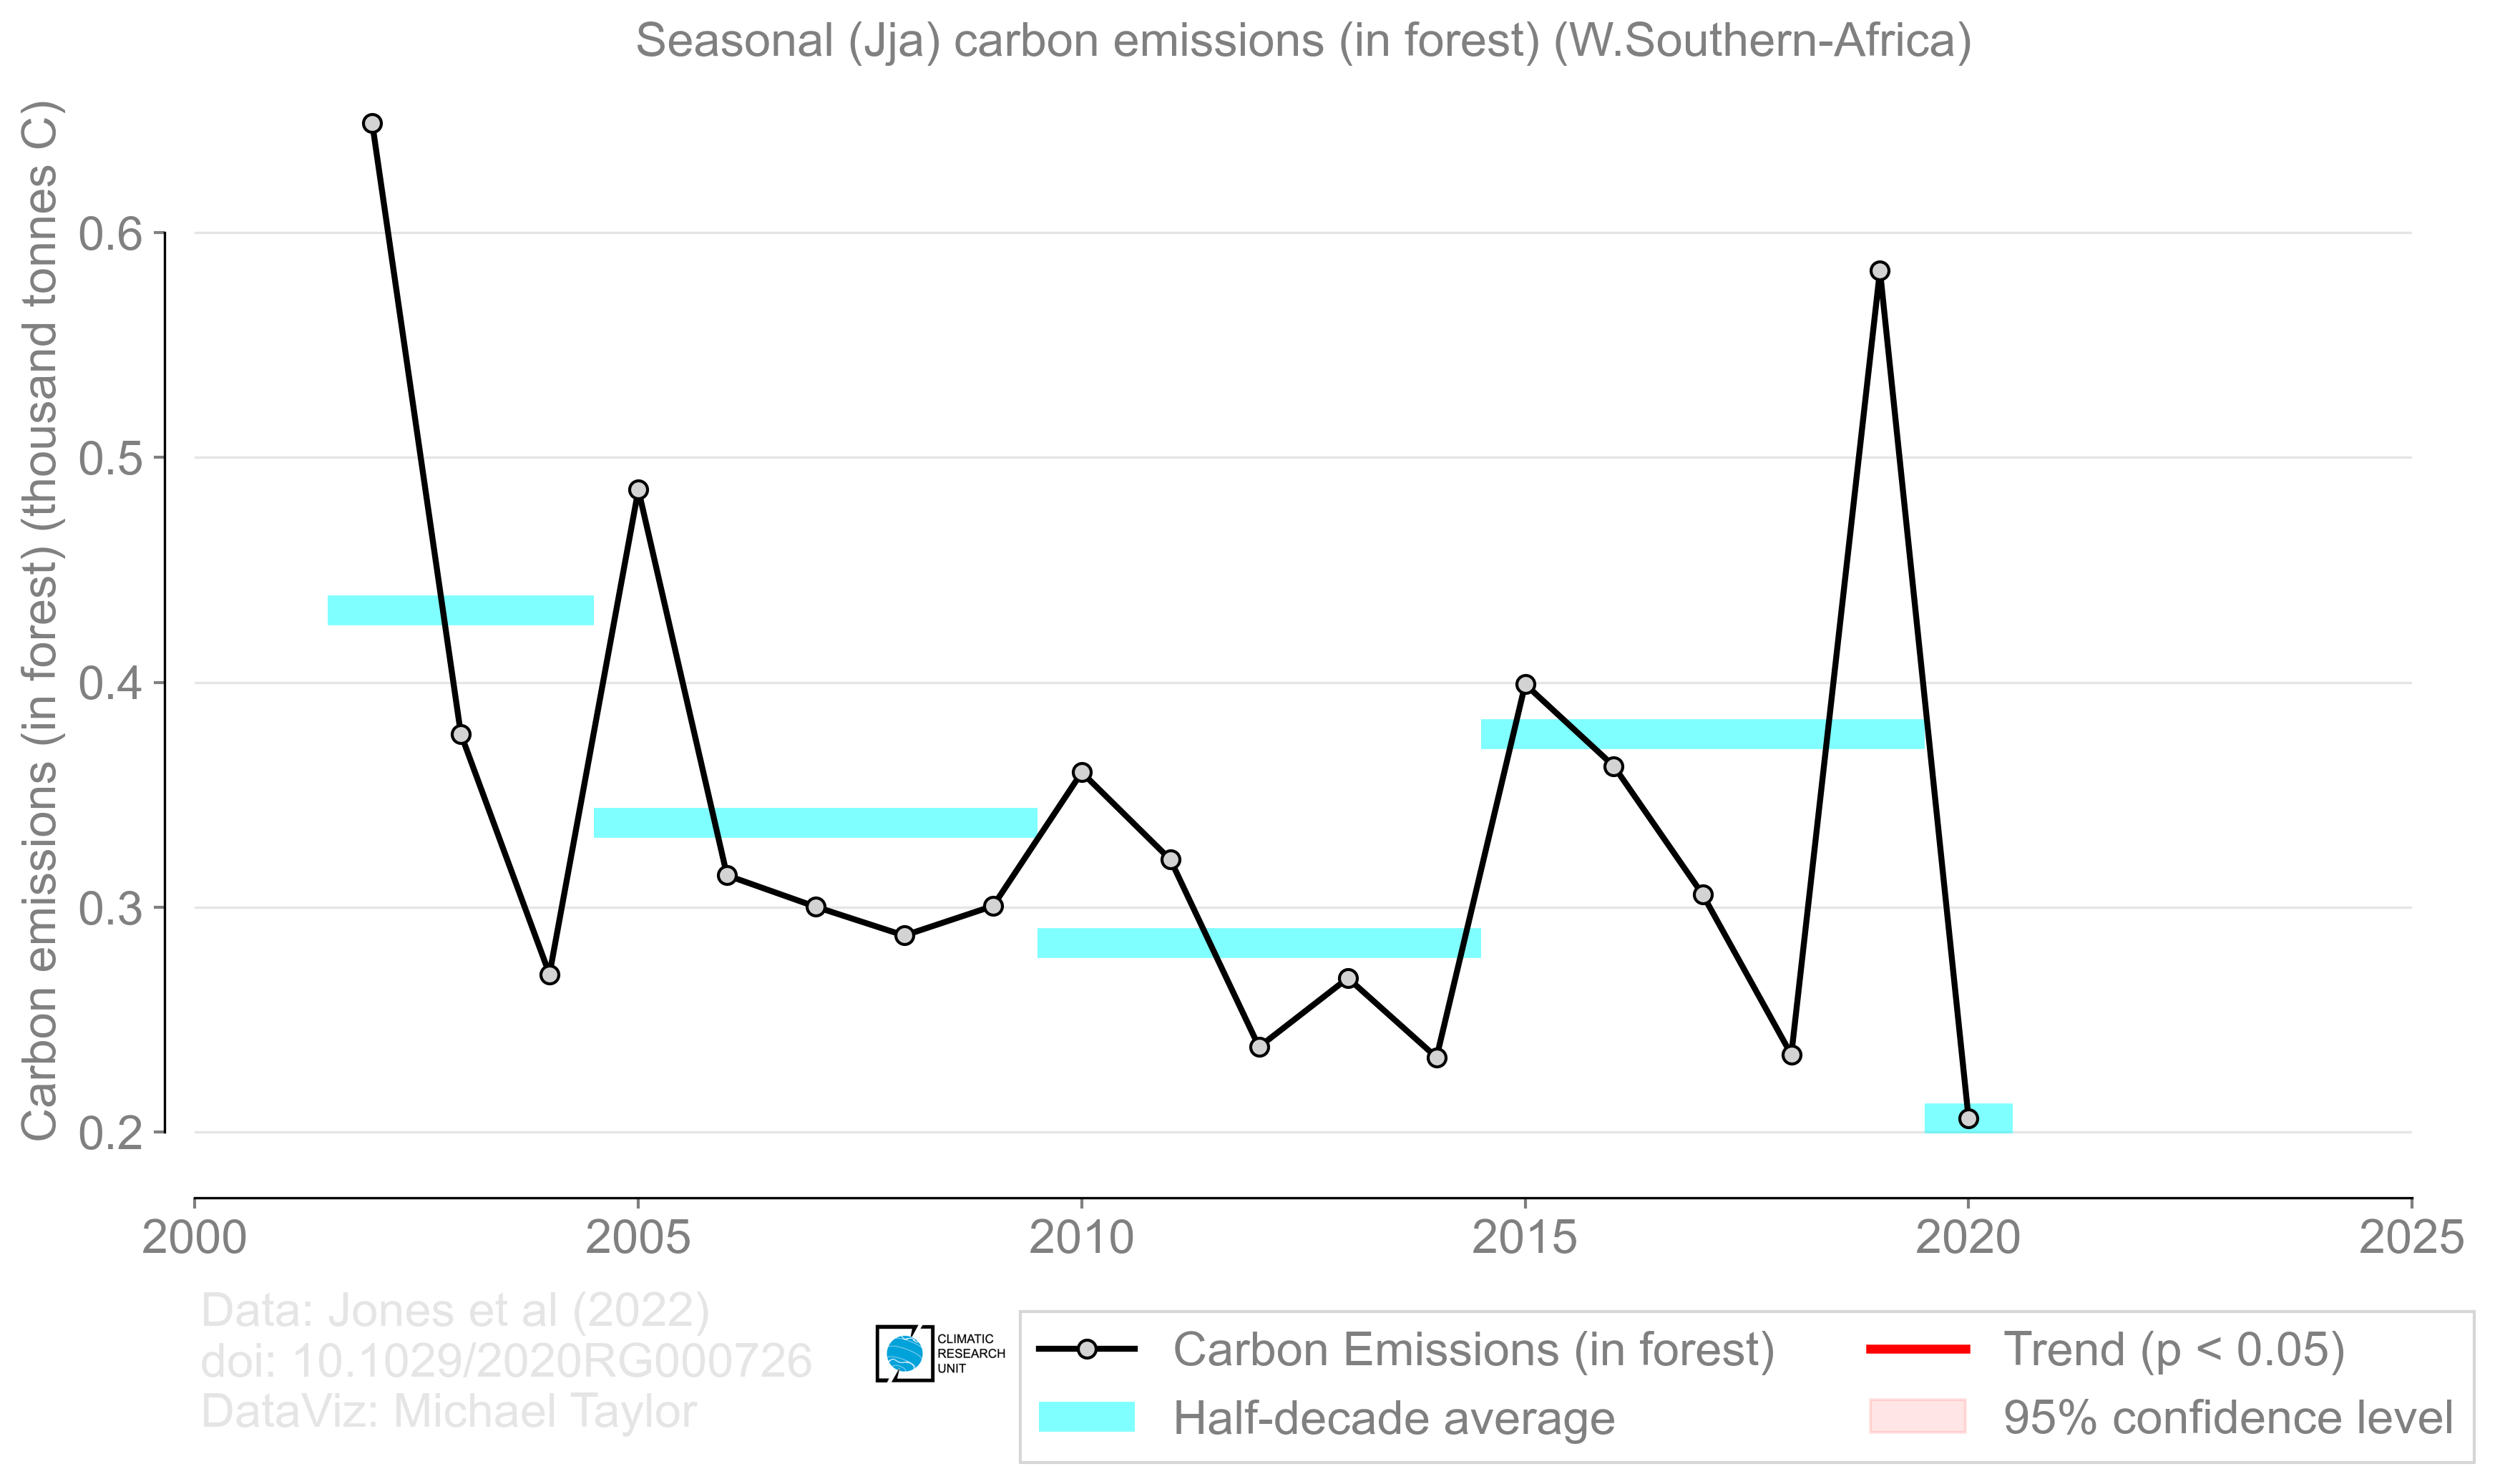 Seasonal (Jja) carbon emissions (in forest) (W.Southern-Africa)
Carbon emissions (in forest) (thousand tonnes C)
0.6
0.5
0.4
0.3
0.2
2000 2005 2010 2015 2020 2025
Data: Jones et al (2022)
doi: 10.1029/2020RG000726
DataViz: Michael Taylor
CLIMATIC
RESEARCH
UNIT
Carbon Emissions (in forest)
Half-decade average
Trend (p < 0.05)
95% confidence level